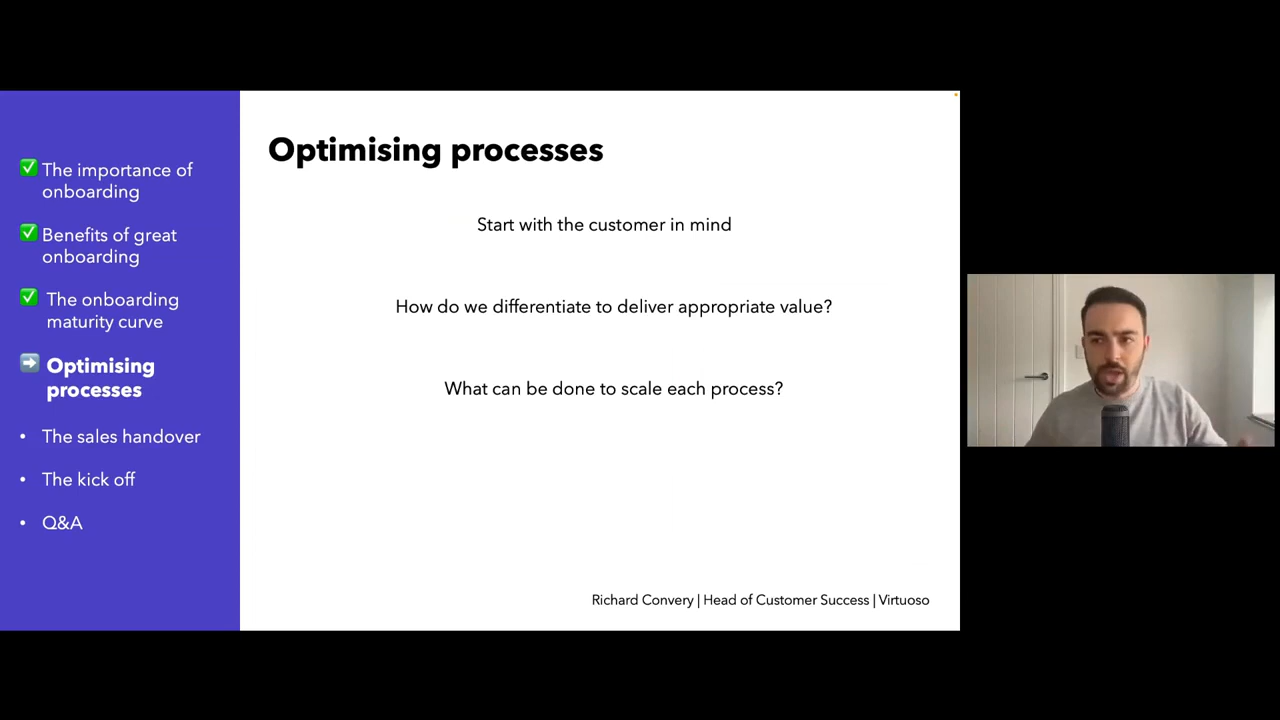 ✅ The importance of
onboarding
✅ Benefits of great
onboarding
✅ The onboarding
maturity curve
➡️ Optimising
processes
• The sales handover
• The kick off
• Q&A
Optimising processes
Start with the customer in mind
How do we differentiate to deliver appropriate value?
What can be done to scale each process?
Richard Convery | Head of Customer Success | Virtuoso